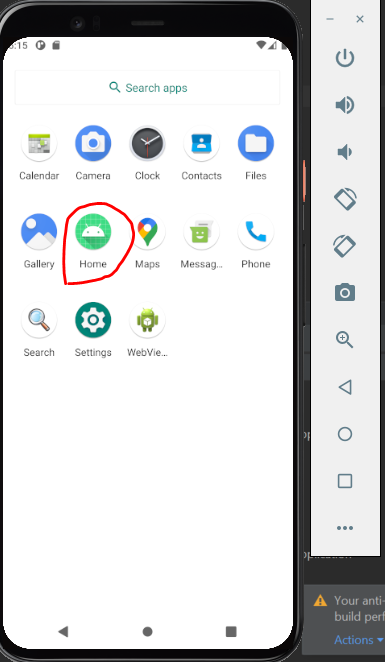 :15
Search apps
Calendar Camera Clock Contacts Files
Gallery Home Maps Messag... Phone
Search Settings WebVie...
Your anti-
build perf
Actions